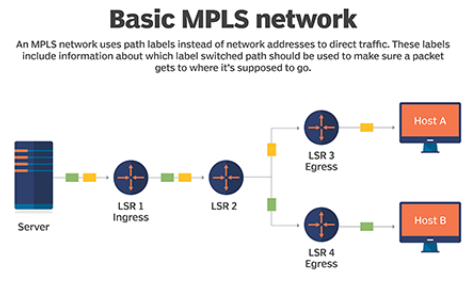 Basic MPLS network
An MPLS network uses path labels instead of network addresses to direct traffic. These labels
include information about which label switched path should be used to make sure a packet
gets to where it's supposed to go.
Server
LSR 1
Ingress
LSR 2
LSR 3
Egress
Host A
LSR 4
Egress
Host B